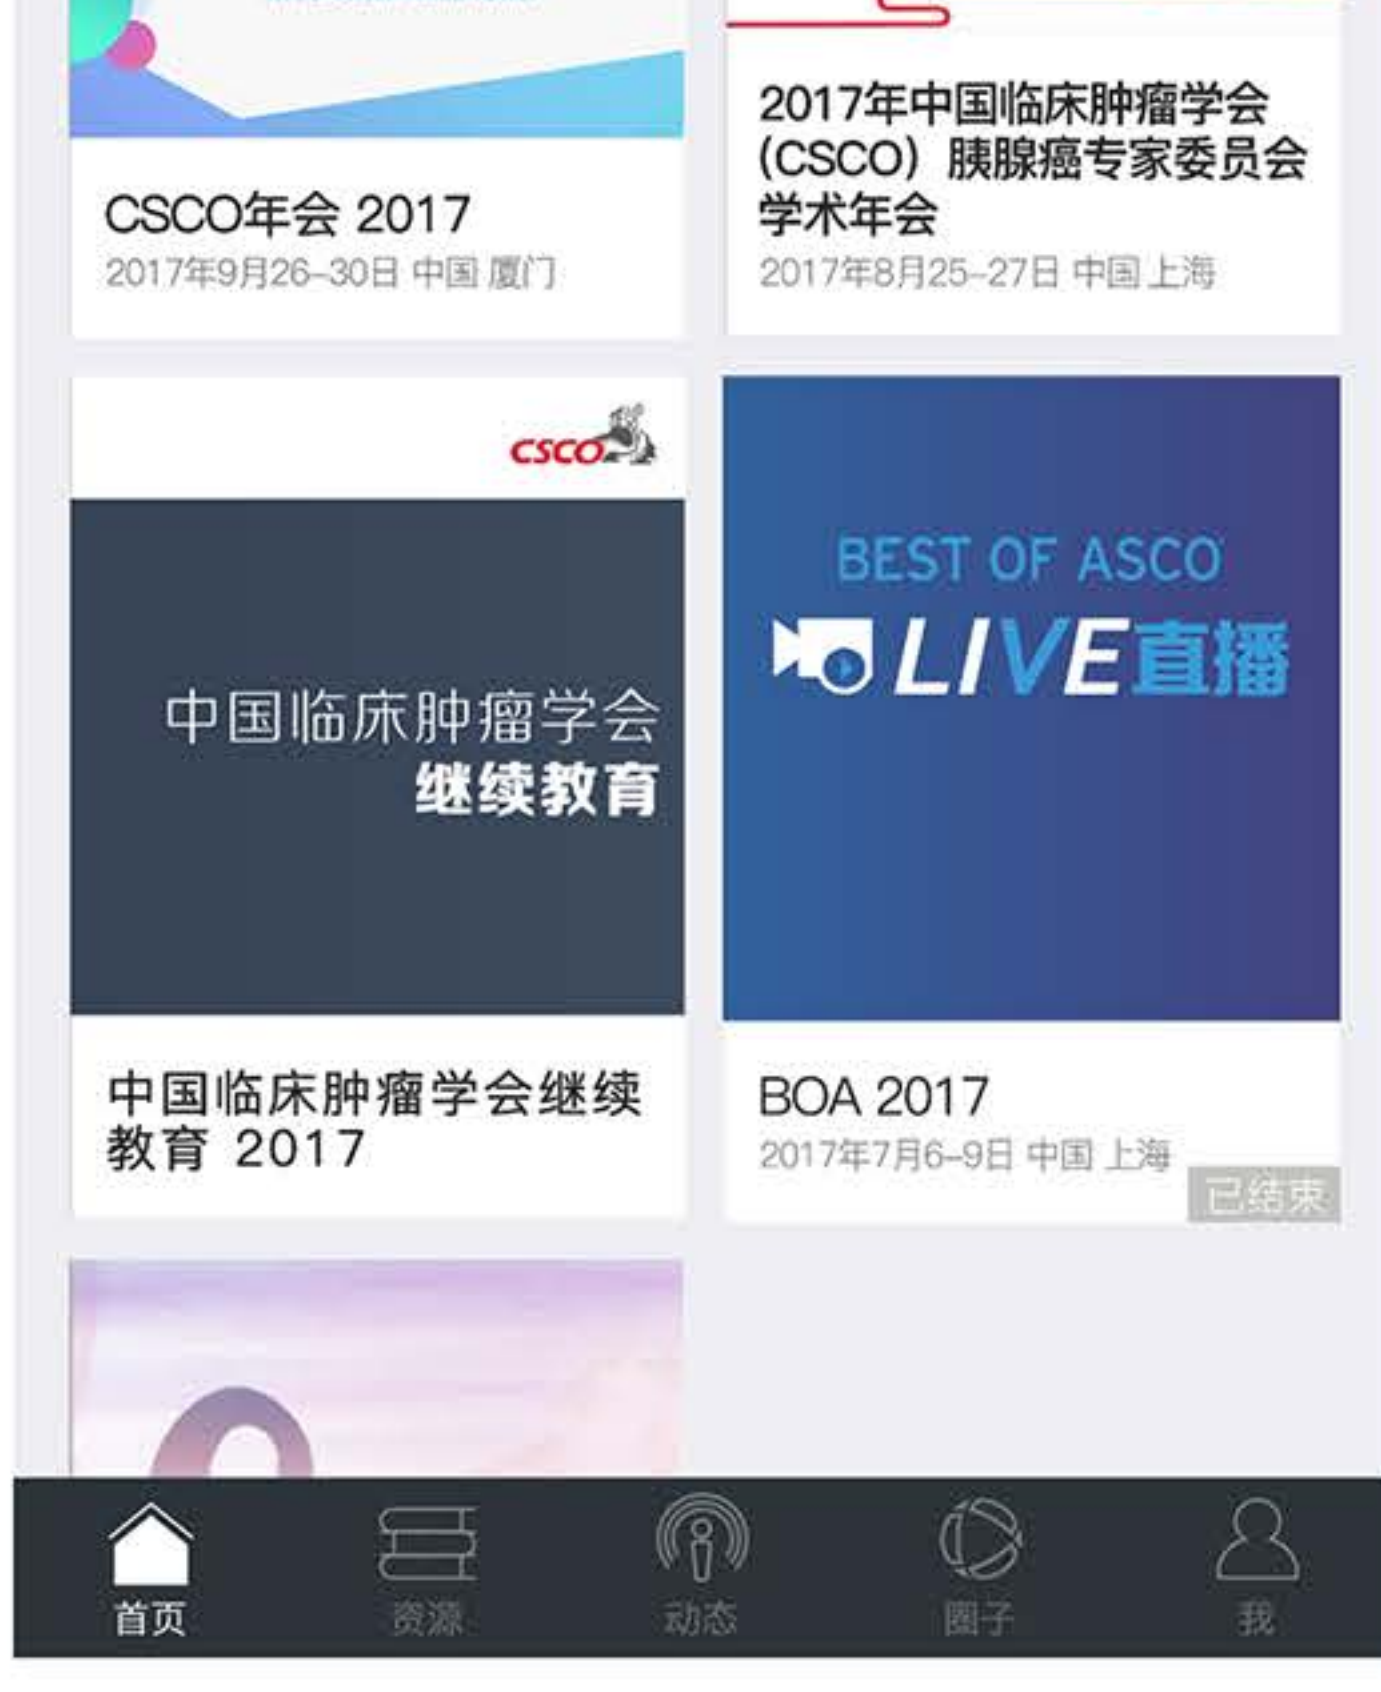 CSCO年会 2017
2017年9月26-30日 中国 厦门
2017年中国临床肿瘤学会
(CSCO) 胰腺癌专家委员会
学术年会
2017年8月25-27日 中国 上海
CSCO
中国临床肿瘤学会
继续教育
中国临床肿瘤学会继续
教育 2017
BEST OF ASCO
LIVE直播
BOA 2017
2017年7月6-9日 中国 上海
已结束
首页
资源
动态
圈子
我